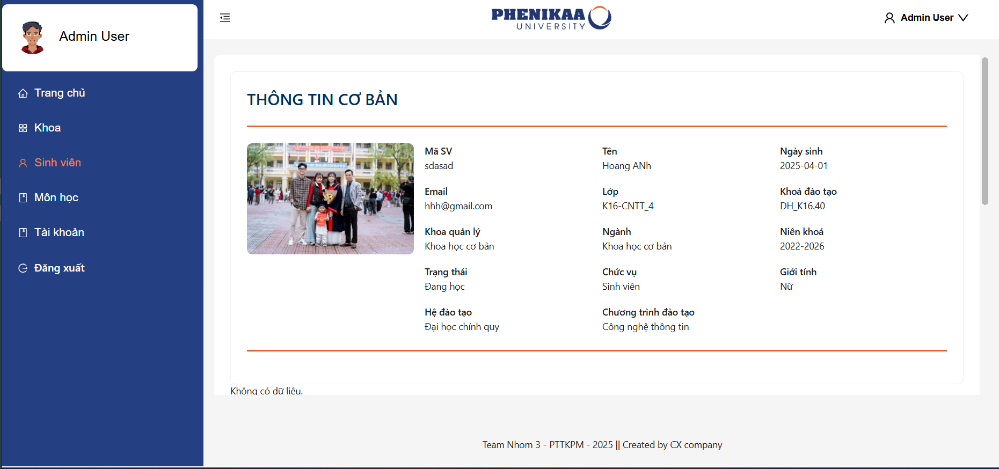 Admin User
Trang chủ
Khoa
Sinh viên
Môn học
Tài khoản
Đăng xuất
PHENIKAA
UNIVERSITY
Admin User
THÔNG TIN CƠ BẢN
Mã SV
sdasad
Tên
Hoang ANh
Ngày sinh
2025-04-01
Email
hhh@gmail.com
Lớp
K16-CNTT_4
Khoá đào tạo
DH_K16.40
Khoa quản lý
Khoa học cơ bản
Ngành
Khoa học cơ bản
Niên khoá
2022-2026
Trạng thái
Đang học
Chức vụ
Sinh viên
Giới tính
Nữ
Hệ đào tạo
Đại học chính quy
Chương trình đào tạo
Công nghệ thông tin
Không có dữ liệu.
Team Nhom 3 - PTTKPM - 2025 || Created by CX company